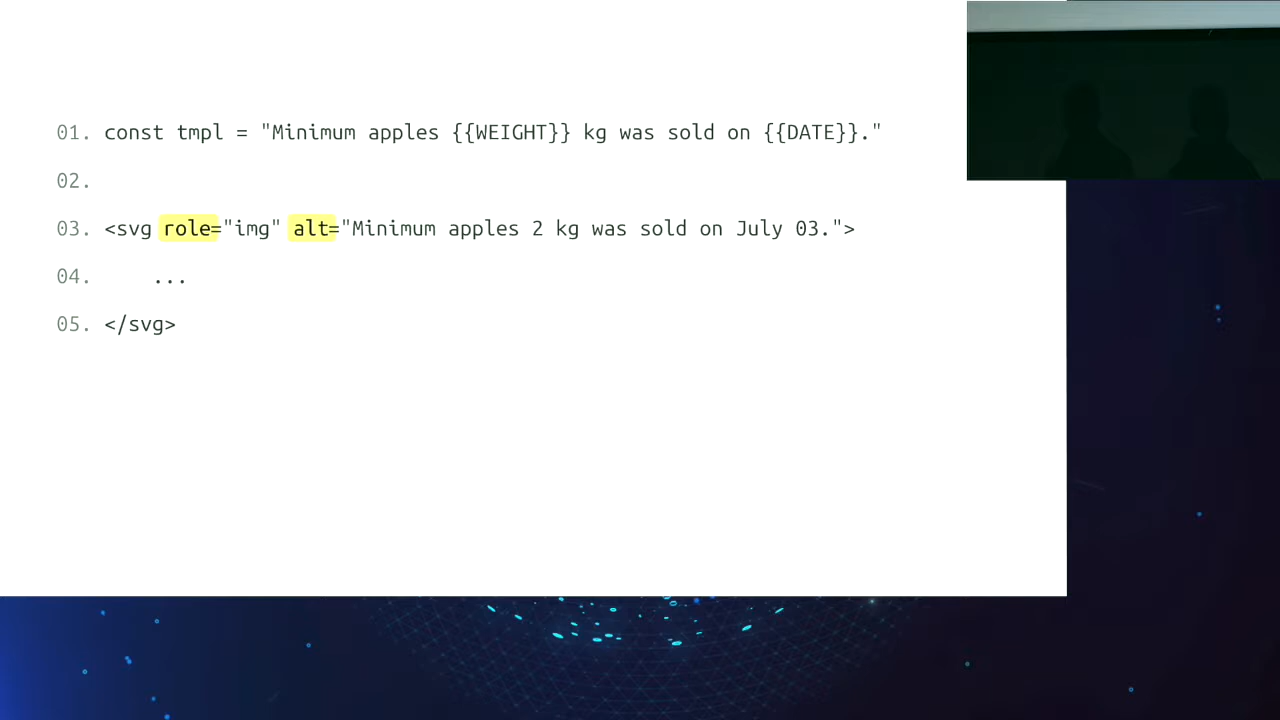 01. const tmpl = "Minimum apples {{WEIGHT}} kg was sold on {{DATE}}."
02.
03. <svg role="img" alt="Minimum apples 2 kg was sold on July 03.">
04. ...
05. </svg>